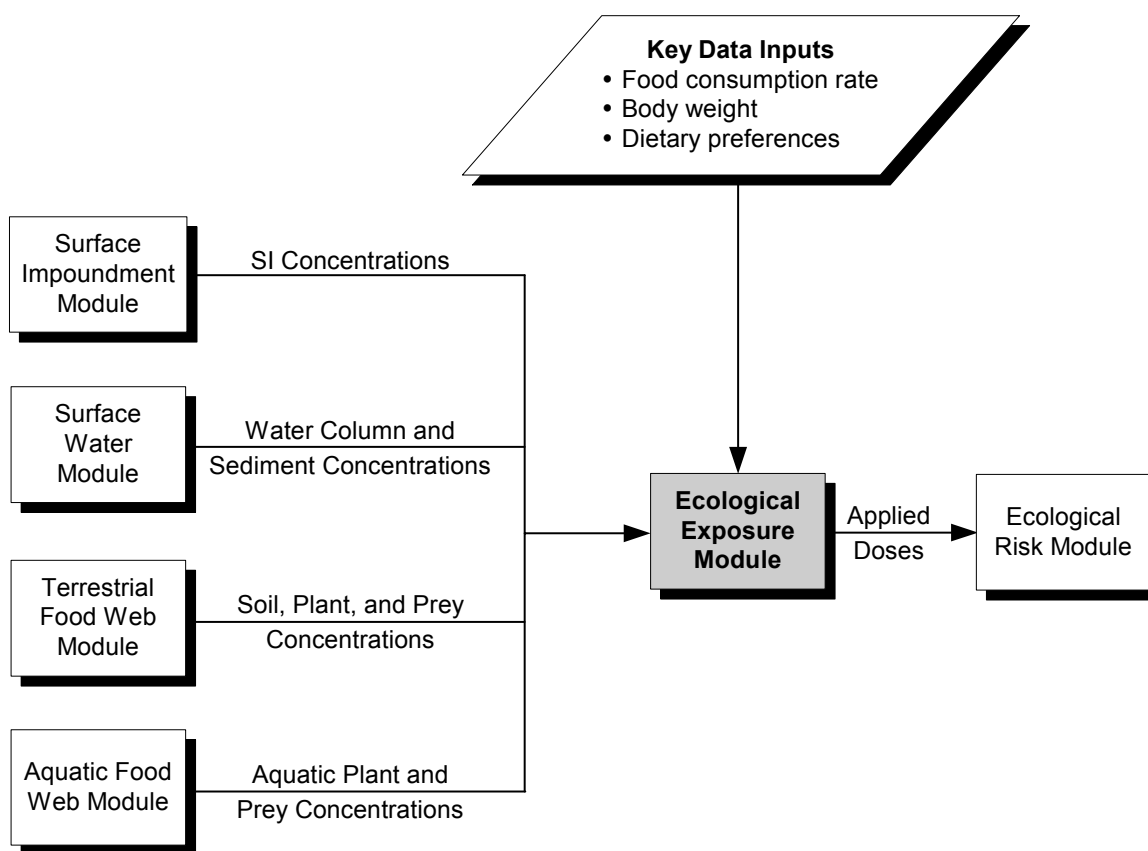 Key Data Inputs
• Food consumption rate
• Body weight
• Dietary preferences
Surface
Impoundment
Module
SI Concentrations
Surface
Water
Module
Water Column and
Sediment Concentrations
Terrestrial
Food Web
Module
Soil, Plant, and Prey
Concentrations
Aquatic Food
Web Module
Aquatic Plant and
Prey Concentrations
Ecological
Exposure
Module
Applied
Doses
Ecological
Risk Module